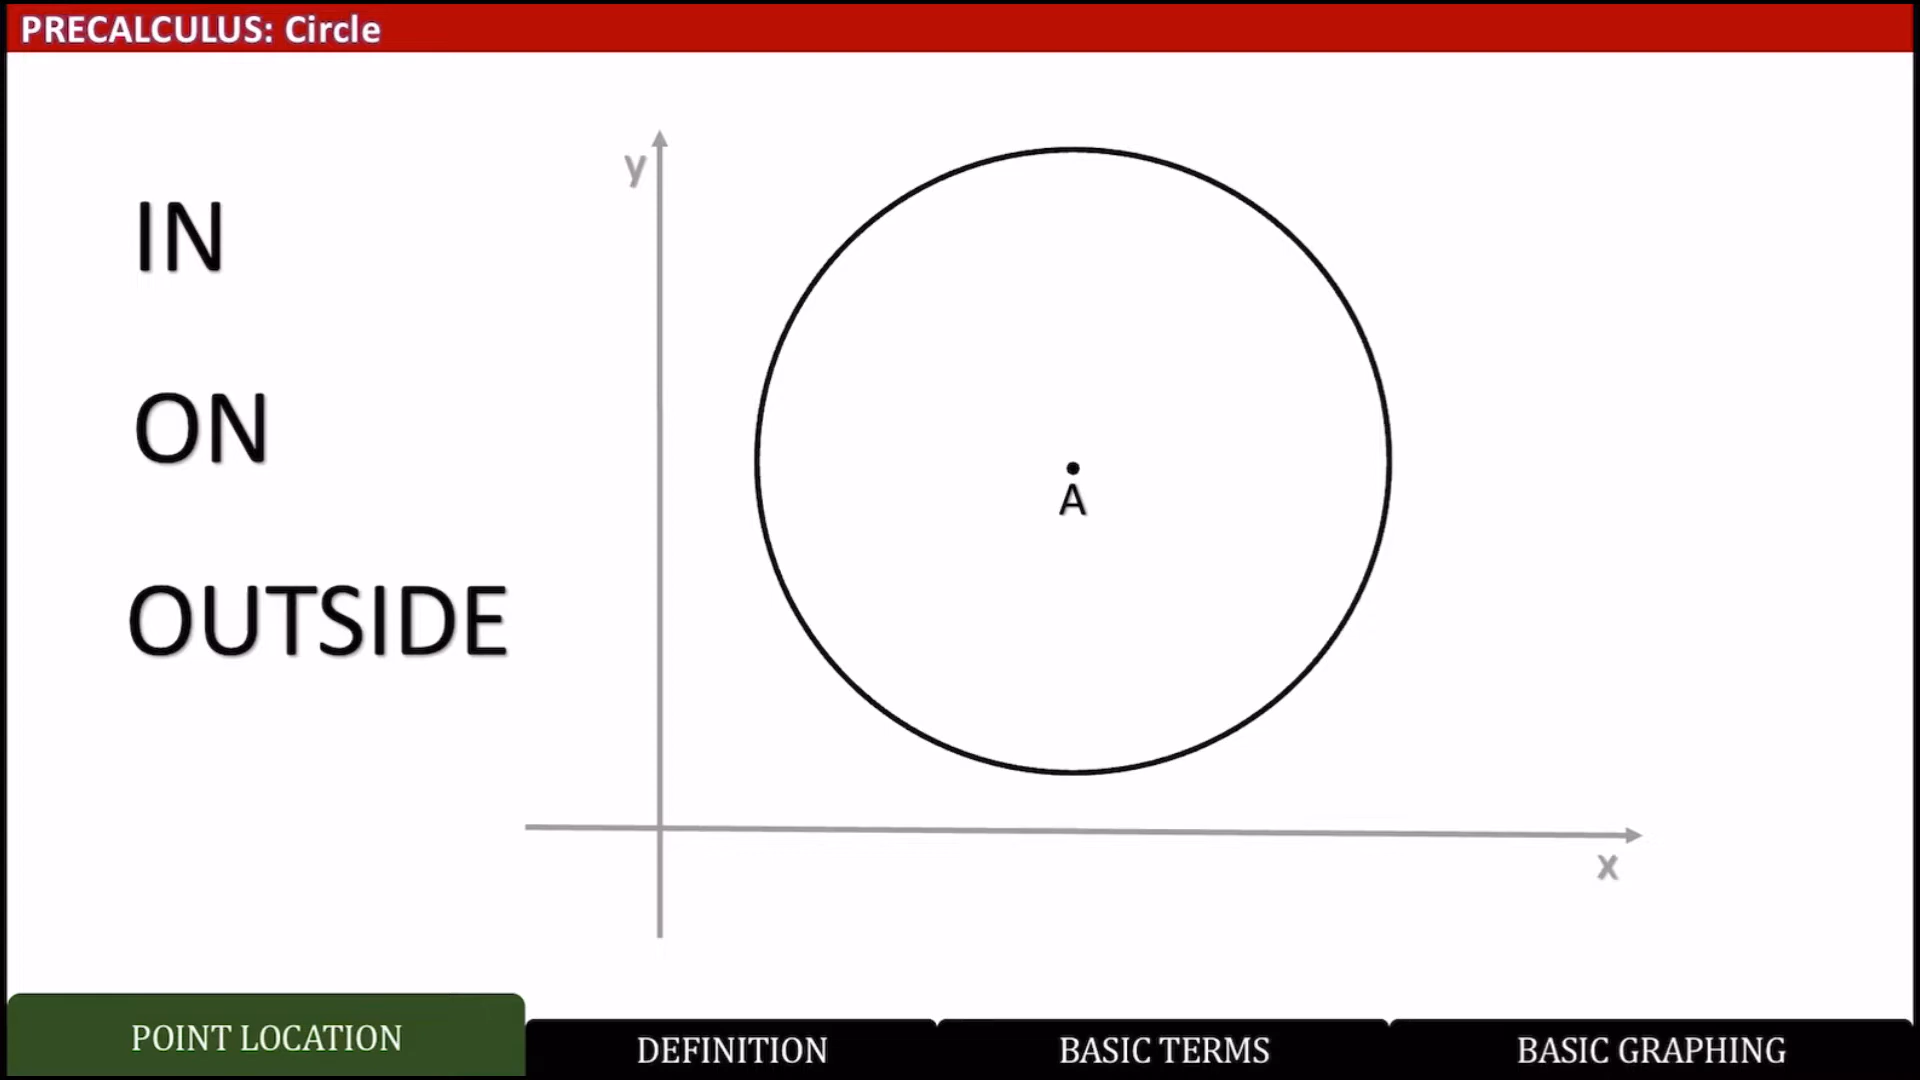 PRECALCULUS: Circle
y
IN
ON
A
OUTSIDE
x
POINT LOCATION
DEFINITION
BASIC TERMS
BASIC GRAPHING